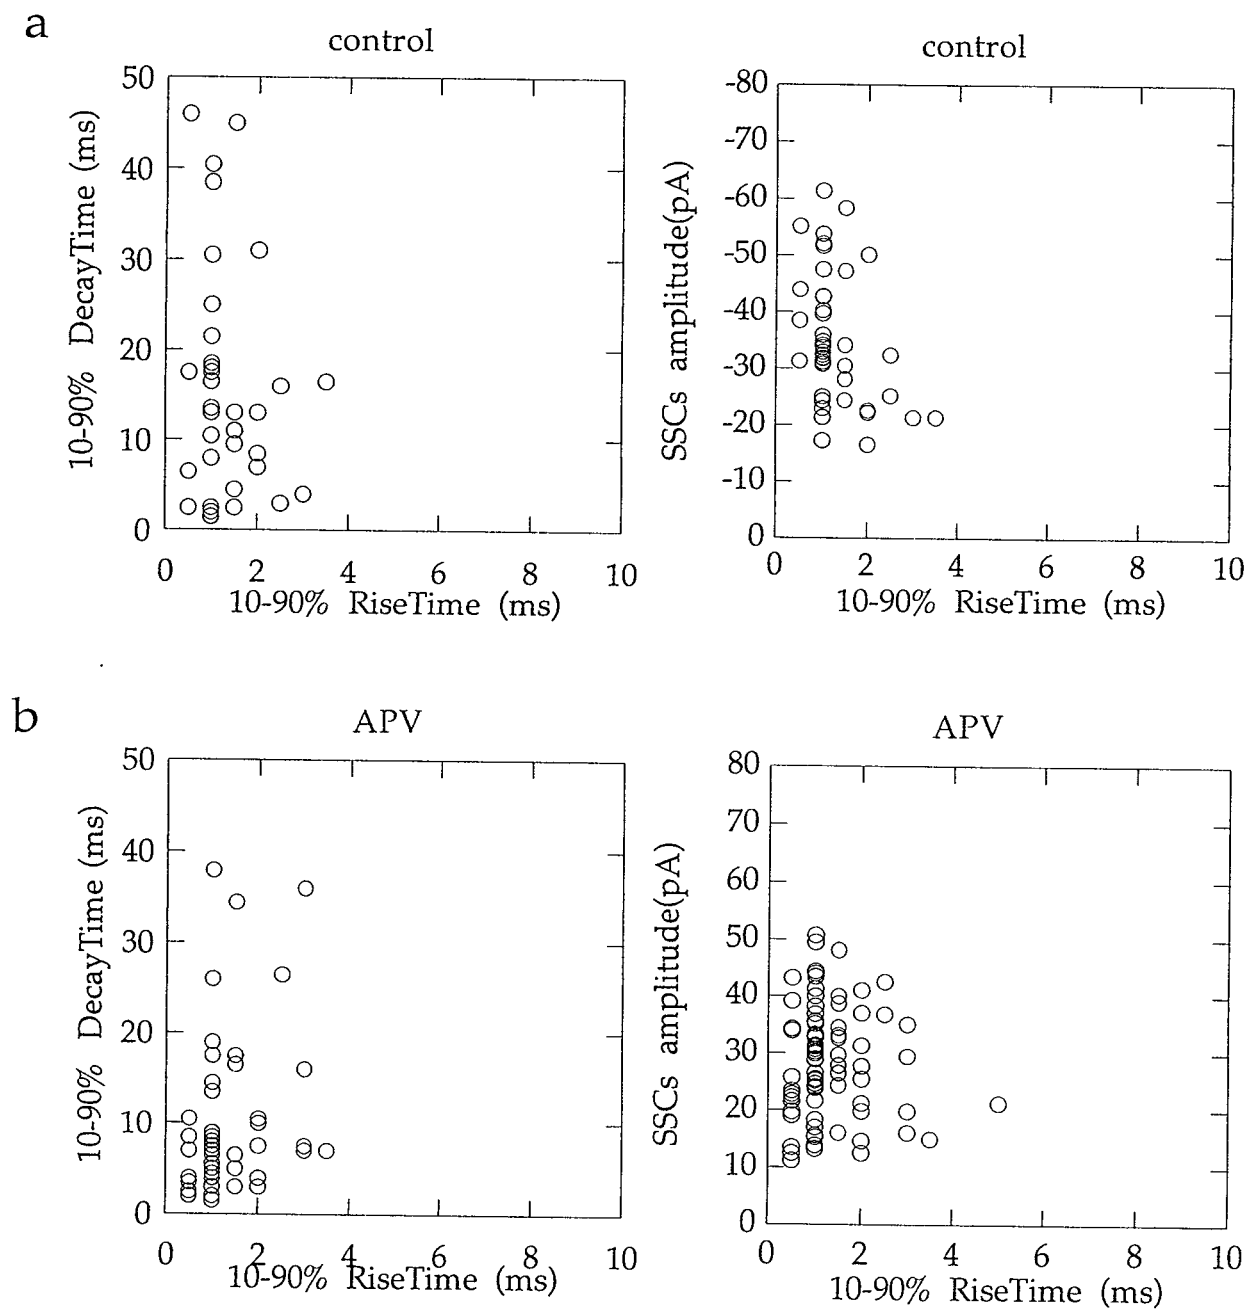 a
control
50
40
30
20
10
0
10-90% DecayTime (ms)
0 2 4 6 8 10
10-90% RiseTime (ms)
control
-80
-70
-60
-50
-40
-30
-20
-10
0
SSCs amplitude(pA)
0 2 4 6 8 10
10-90% RiseTime (ms)
b
APV
50
40
30
20
10
0
10-90% DecayTime (ms)
0 2 4 6 8 10
10-90% RiseTime (ms)
APV
80
70
60
50
40
30
20
10
0
SSCs amplitude(pA)
0 2 4 6 8 10
10-90% RiseTime (ms)